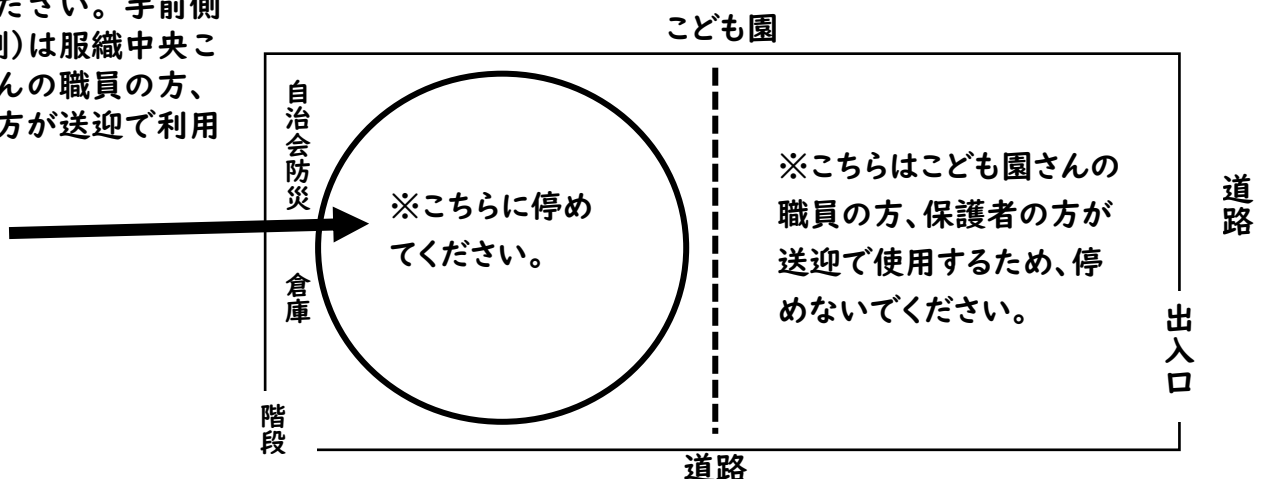 ださい。手前側
側)は服織中央こ
さんの職員の方、
方が送迎で利用
こども園
自治会防災
倉庫
※こちらに停め
てください。
※こちらはこども園さんの
職員の方、保護者の方が
送迎で使用するため、停
めないでください。
道路
出入口
階段
道路